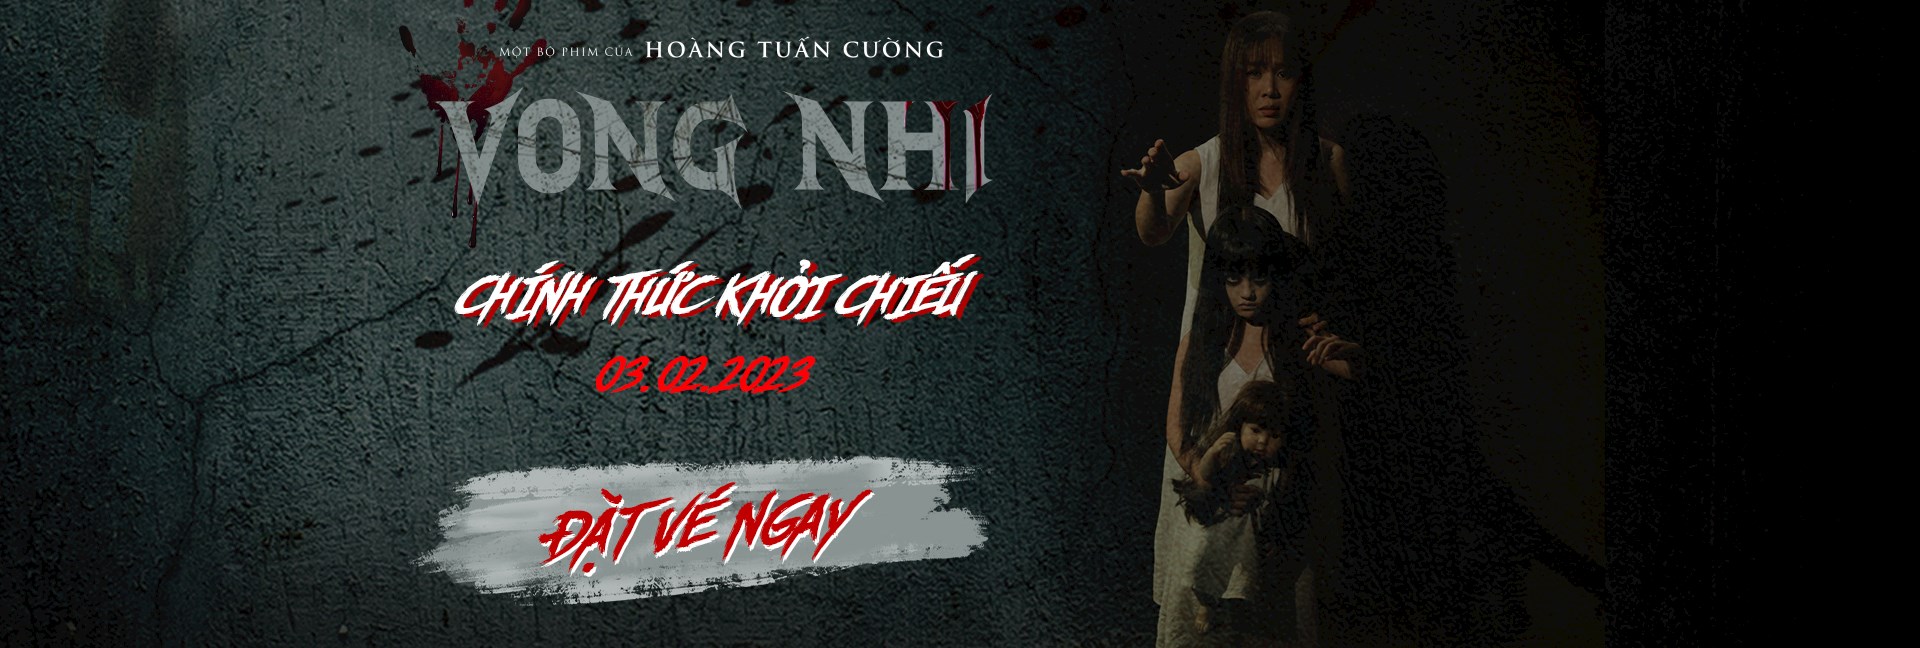 MỘT BỘ PHIM CỦA HOÀNG TUẤN CƯỜNG
VONG NHI
CHÍNH THỨC KHỞI CHIẾU
03.02.2023
ĐẶT VÉ NGAY